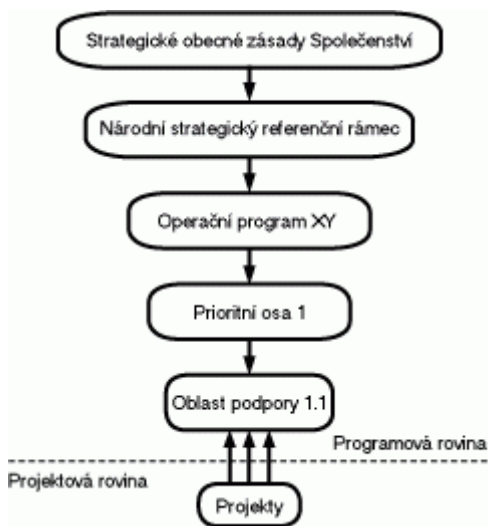 Strategické obecné zásady Společenství
Národní strategický referenční rámec
Operační program XY
Prioritní osa 1
Oblast podpory 1.1
Programová rovina
Projektová rovina
Projekty